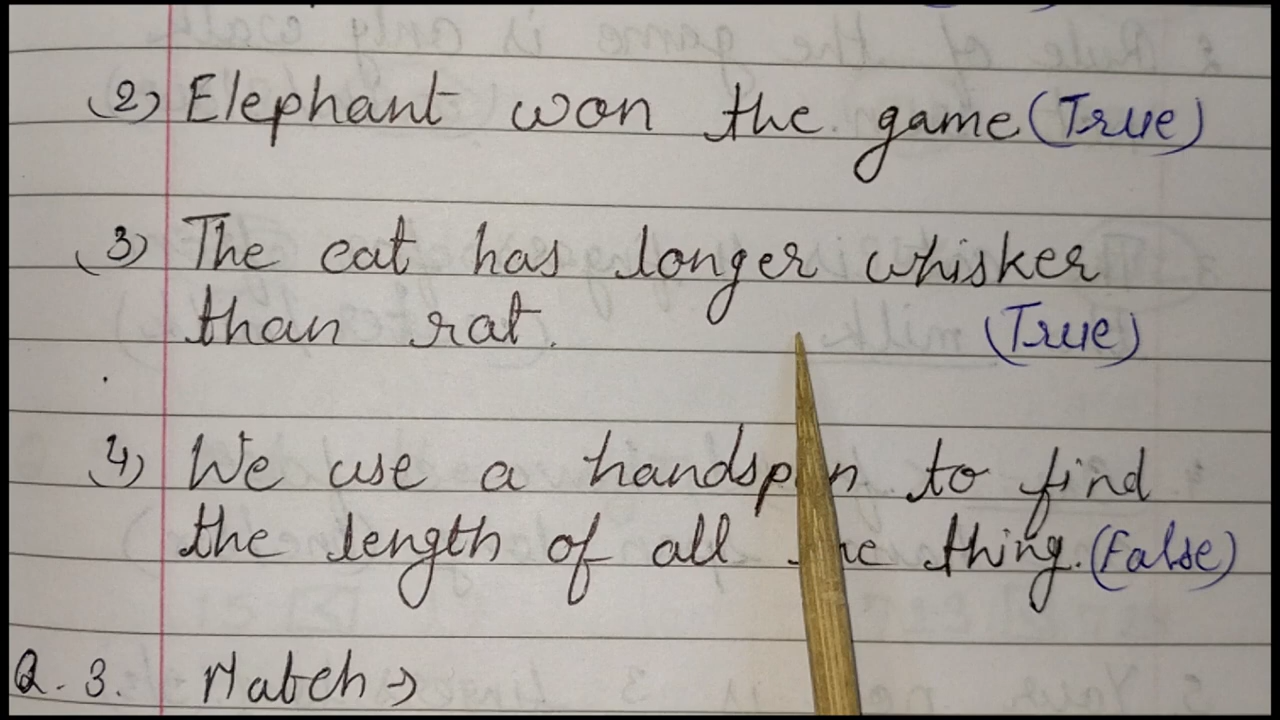 (2) Elephant won the game (True)
(3) The cat has longer whisker
than rat. (True)
4) We use a handspan to find
the length of all the thing. (False)
Q. 3. Match →